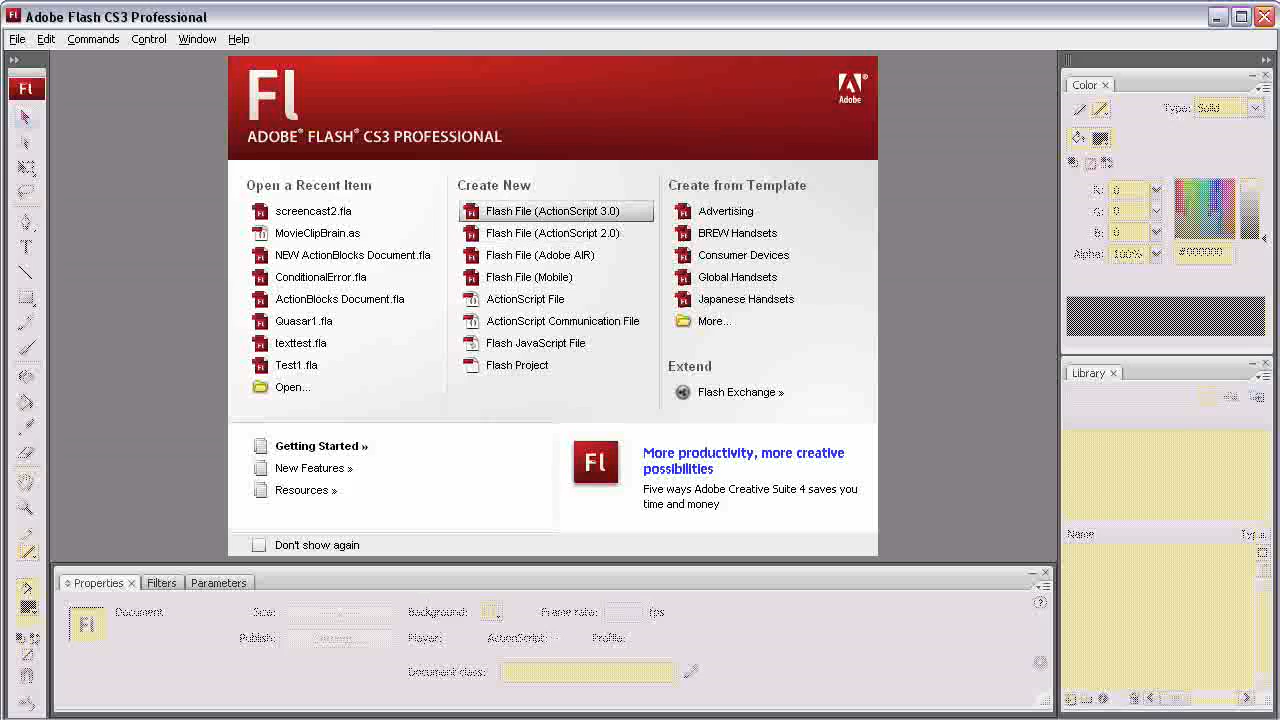 Adobe Flash CS3 Professional
File Edit Commands Control Window Help
Fl
Fl
Adobe
ADOBE® FLASH® CS3 PROFESSIONAL
Open a Recent Item
screencast2.fla
MovieClipBrain.as
NEW ActionBlocks Document.fla
ConditionalError.fla
ActionBlocks Document.fla
Quasar1.fla
texttest.fla
Test1.fla
Open...
Create New
Flash File (ActionScript 3.0)
Flash File (ActionScript 2.0)
Flash File (Adobe AIR)
Flash File (Mobile)
ActionScript File
ActionScript Communication File
Flash JavaScript File
Flash Project
Create from Template
Advertising
BREW Handsets
Consumer Devices
Global Handsets
Japanese Handsets
More...
Extend
Flash Exchange »
Getting Started »
New Features »
Resources »
Fl
More productivity, more creative
possibilities
Five ways Adobe Creative Suite 4 saves you
time and money
Don't show again
Color
Type: Solid
Library
Name
Properties Filters Parameters
Fl
Document
Size:
Background:
Frame rate:
fps
Publish:
Player:
ActionScript:
Profile:
Document class: